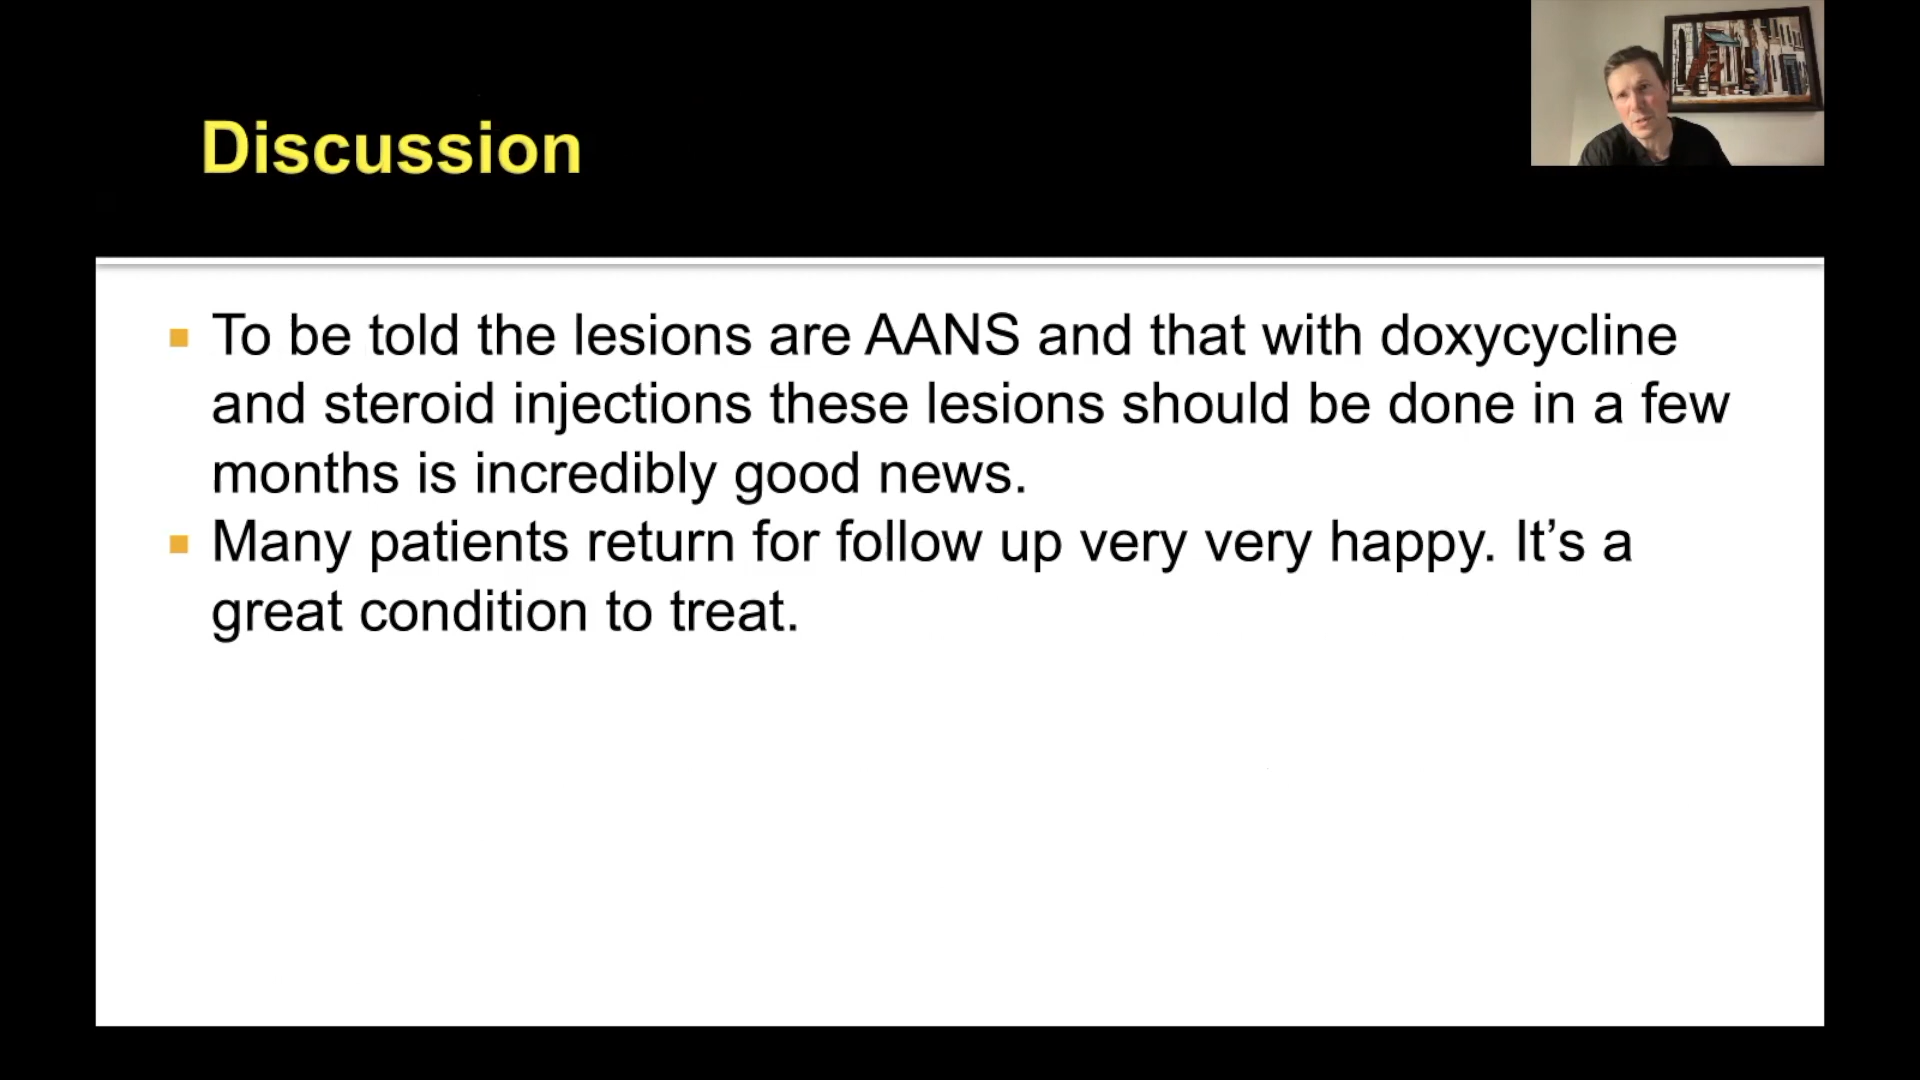 Discussion
To be told the lesions are AANS and that with doxycycline
and steroid injections these lesions should be done in a few
months is incredibly good news.
Many patients return for follow up very very happy. It’s a
great condition to treat.